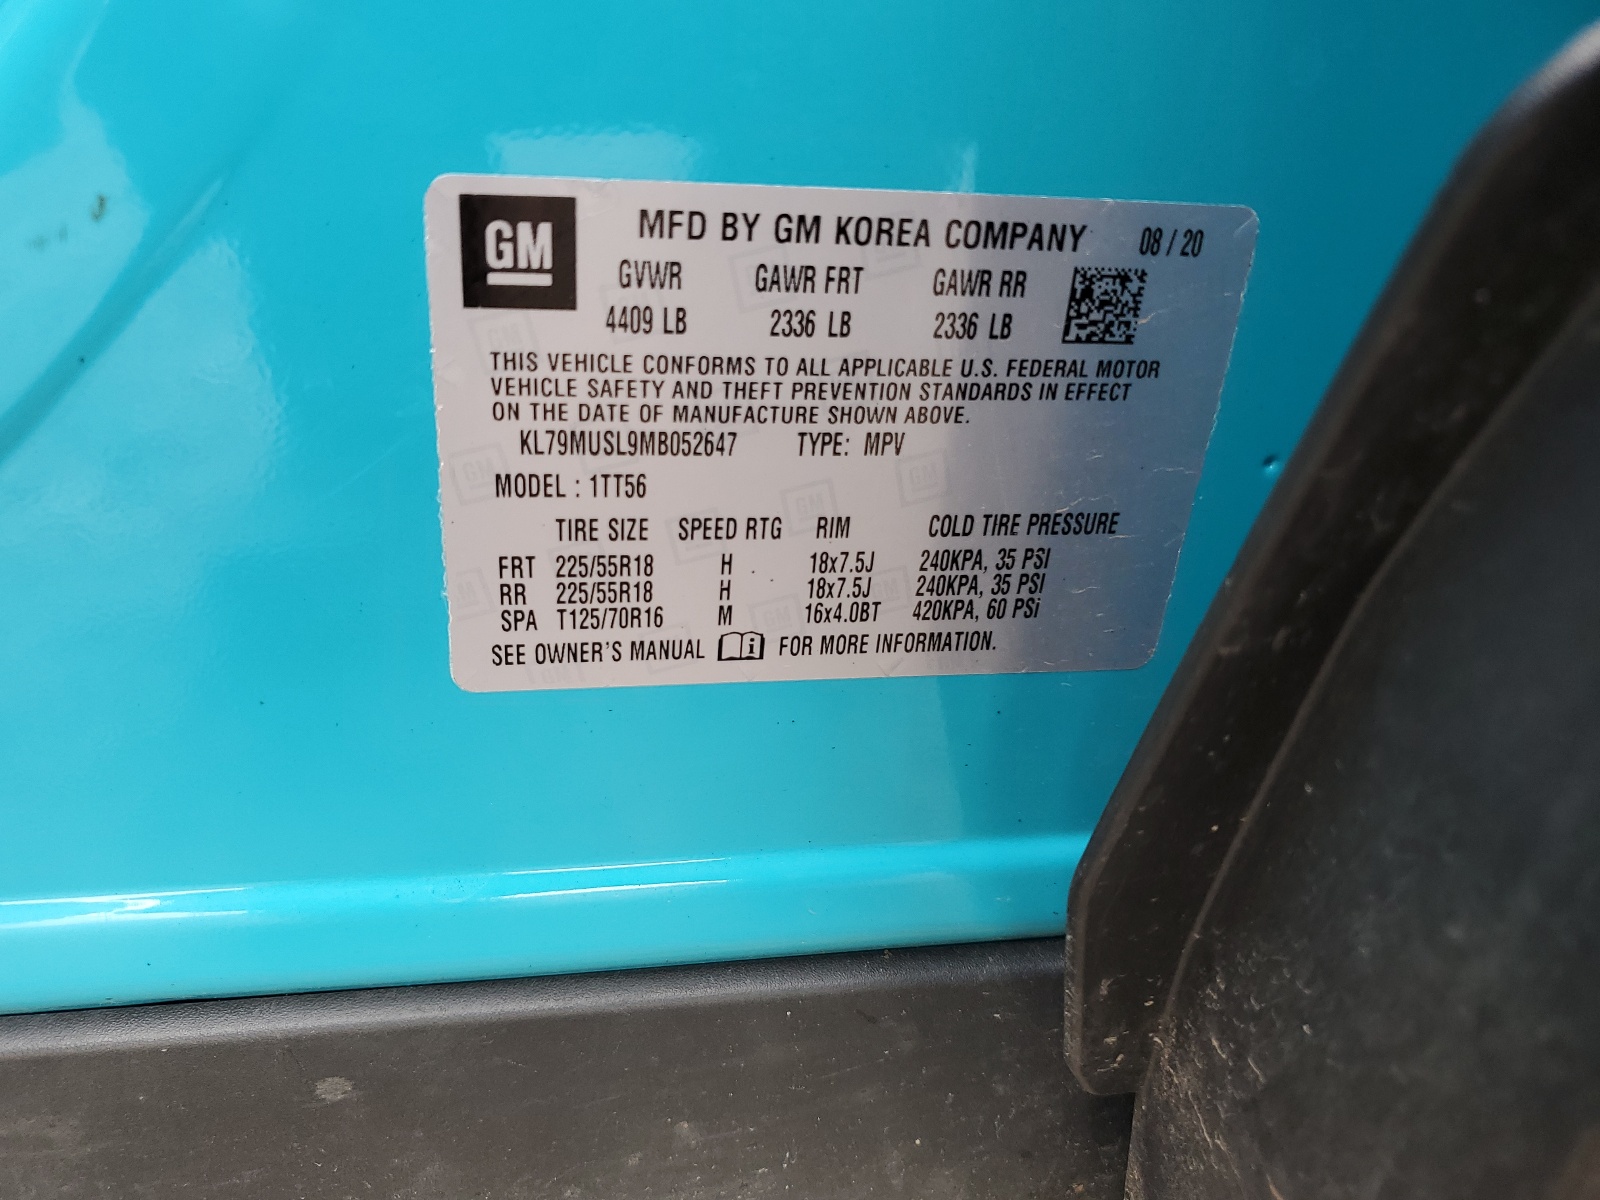 GM MFD BY GM KOREA COMPANY 08 / 20
GVWR GAWR FRT GAWR RR
4409 LB 2336 LB 2336 LB
THIS VEHICLE CONFORMS TO ALL APPLICABLE U.S. FEDERAL MOTOR
VEHICLE SAFETY AND THEFT PREVENTION STANDARDS IN EFFECT
ON THE DATE OF MANUFACTURE SHOWN ABOVE.
KL79MUSL9MB052647 TYPE: MPV
MODEL : 1TT56
TIRE SIZE SPEED RTG RIM COLD TIRE PRESSURE
FRT 225/55R18 H 18x7.5J 240KPA, 35 PSI
RR 225/55R18 H 18x7.5J 240KPA, 35 PSI
SPA T125/70R16 M 16x4.0BT 420KPA, 60 PSi
SEE OWNER'S MANUAL i FOR MORE INFORMATION.